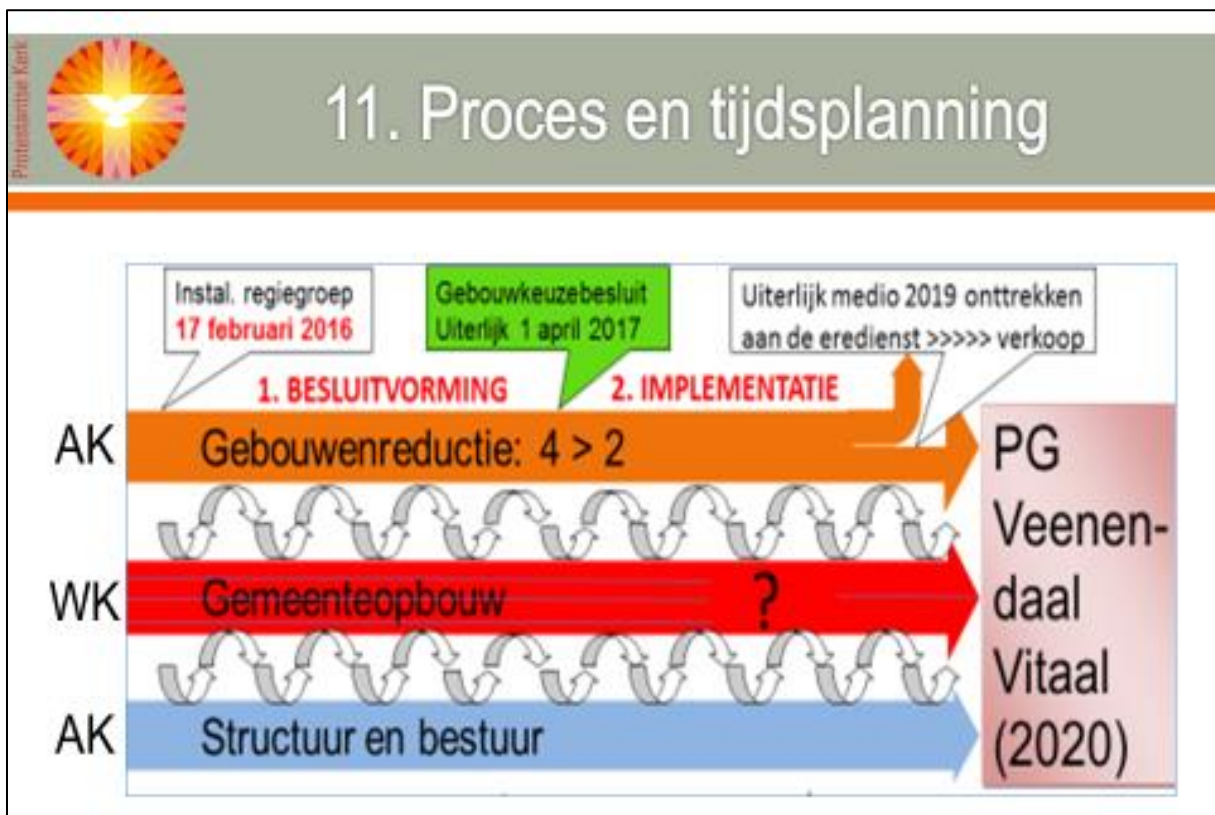 Protestantse Kerk
11. Proces en tijdsplanning
Instal. regiegroep
17 februari 2016
Gebouwkeuzebesluit
Uiterlijk 1 april 2017
Uiterlijk medio 2019 onttrekken
aan de eredienst >>>>> verkoop
1. BESLUITVORMING
2. IMPLEMENTATIE
AK
Gebouwenreductie: 4 > 2
WK
Gemeenteopbouw
?
AK
Structuur en bestuur
PG
Veenen-
daal
Vitaal
(2020)